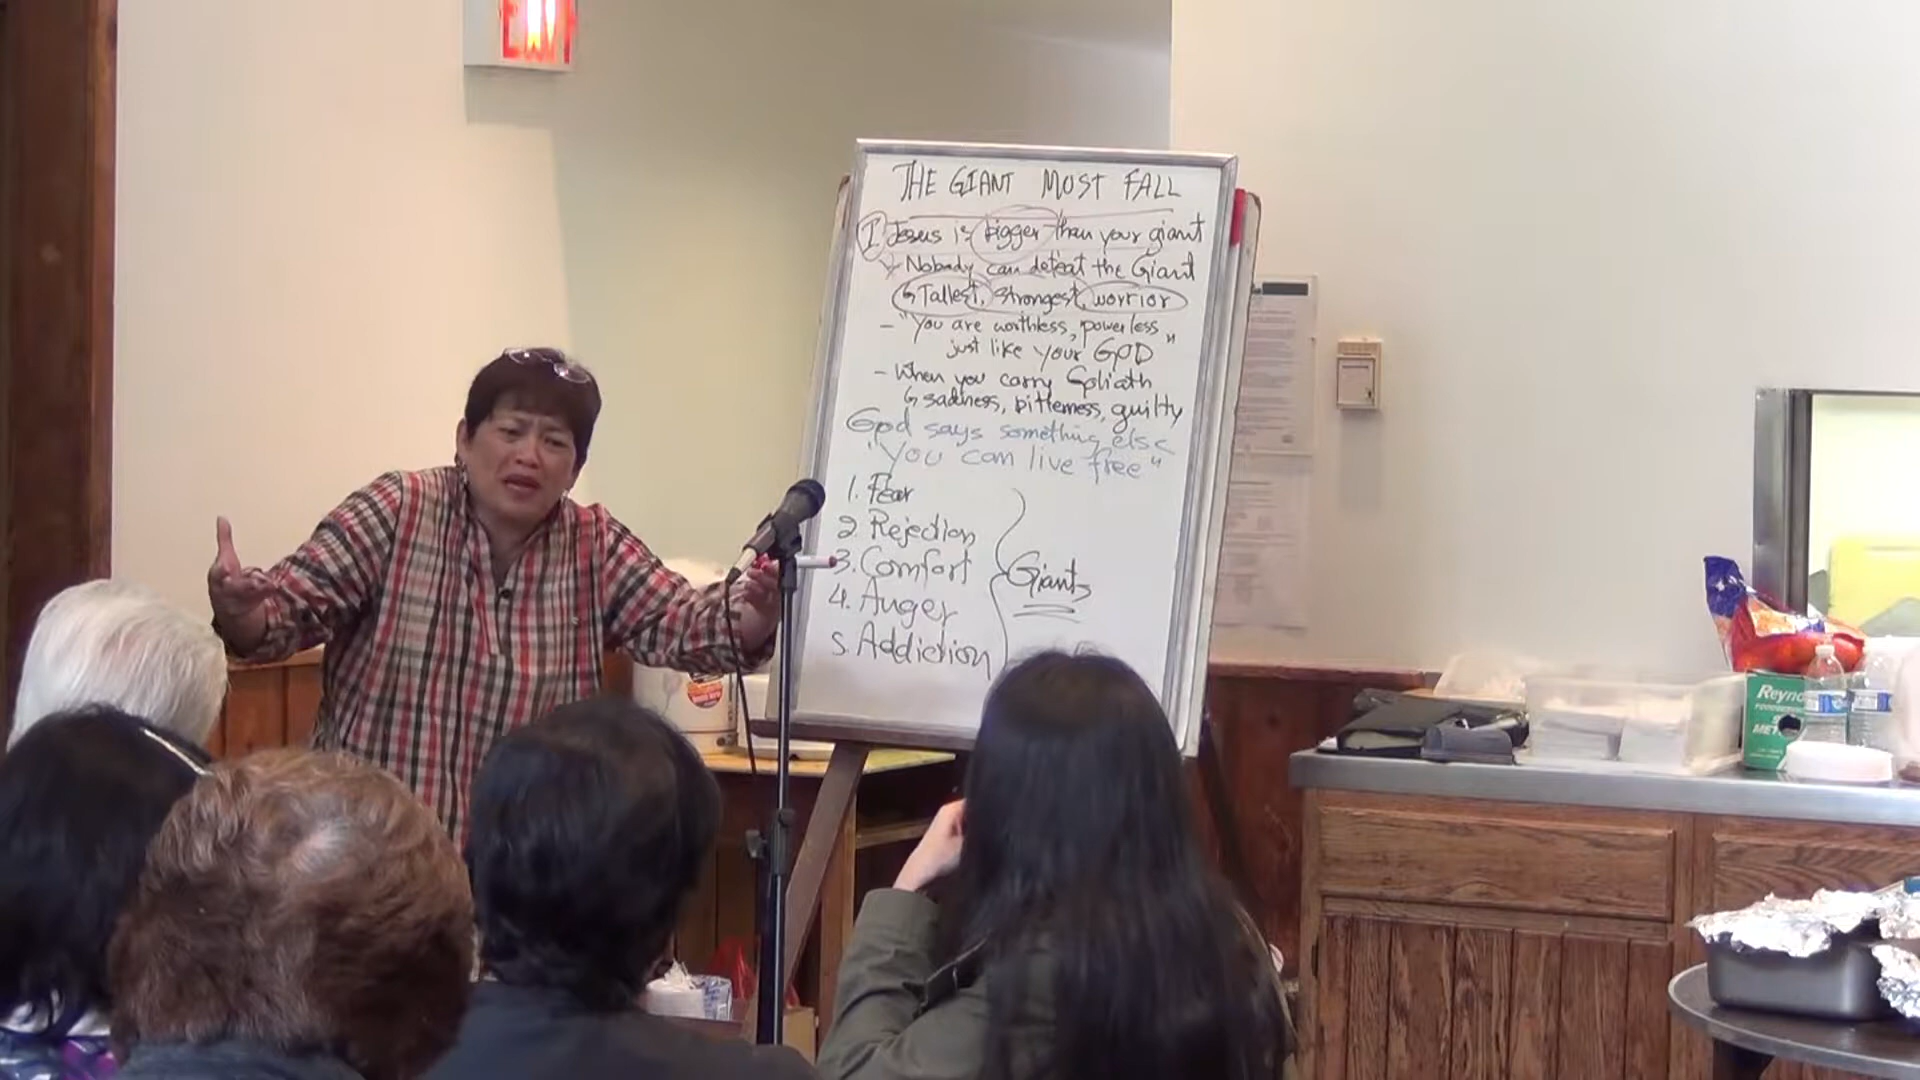 EXIT
THE GIANT MUST FALL
I Jesus is bigger than your giant
Nobody can defeat the Giant
Tallest, strongest, worrior
- "You are worthless, powerless
just like your GOD"
- When you carry Goliath
sadness, bitterness, guilty
God says something else
"You can live free"
1. Fear
2. Rejection
3. Comfort
4. Anger
5. Addiction
Giants
Reyno